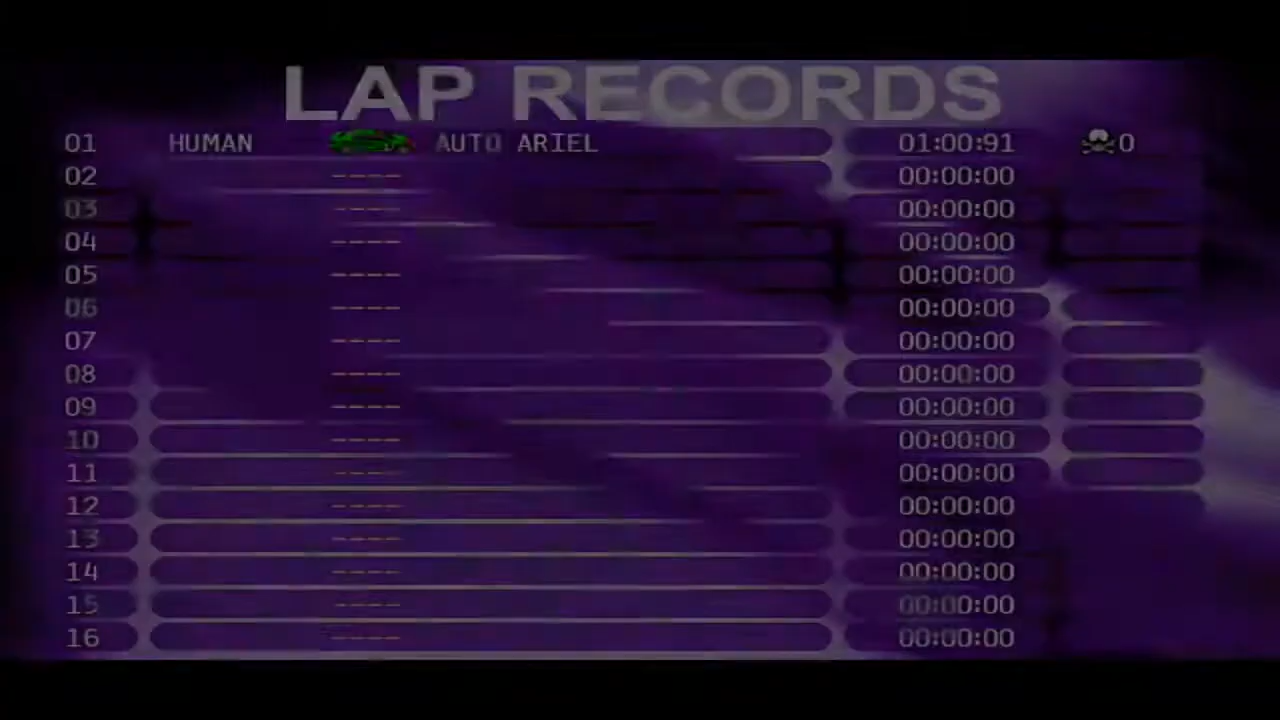 LAP RECORDS
01 HUMAN AUTO ARIEL 01:00:91 0
02 ---- 00:00:00
03 ---- 00:00:00
04 ---- 00:00:00
05 ---- 00:00:00
06 ---- 00:00:00
07 ---- 00:00:00
08 ---- 00:00:00
09 ---- 00:00:00
10 ---- 00:00:00
11 ---- 00:00:00
12 ---- 00:00:00
13 ---- 00:00:00
14 ---- 00:00:00
15 ---- 00:00:00
16 ---- 00:00:00